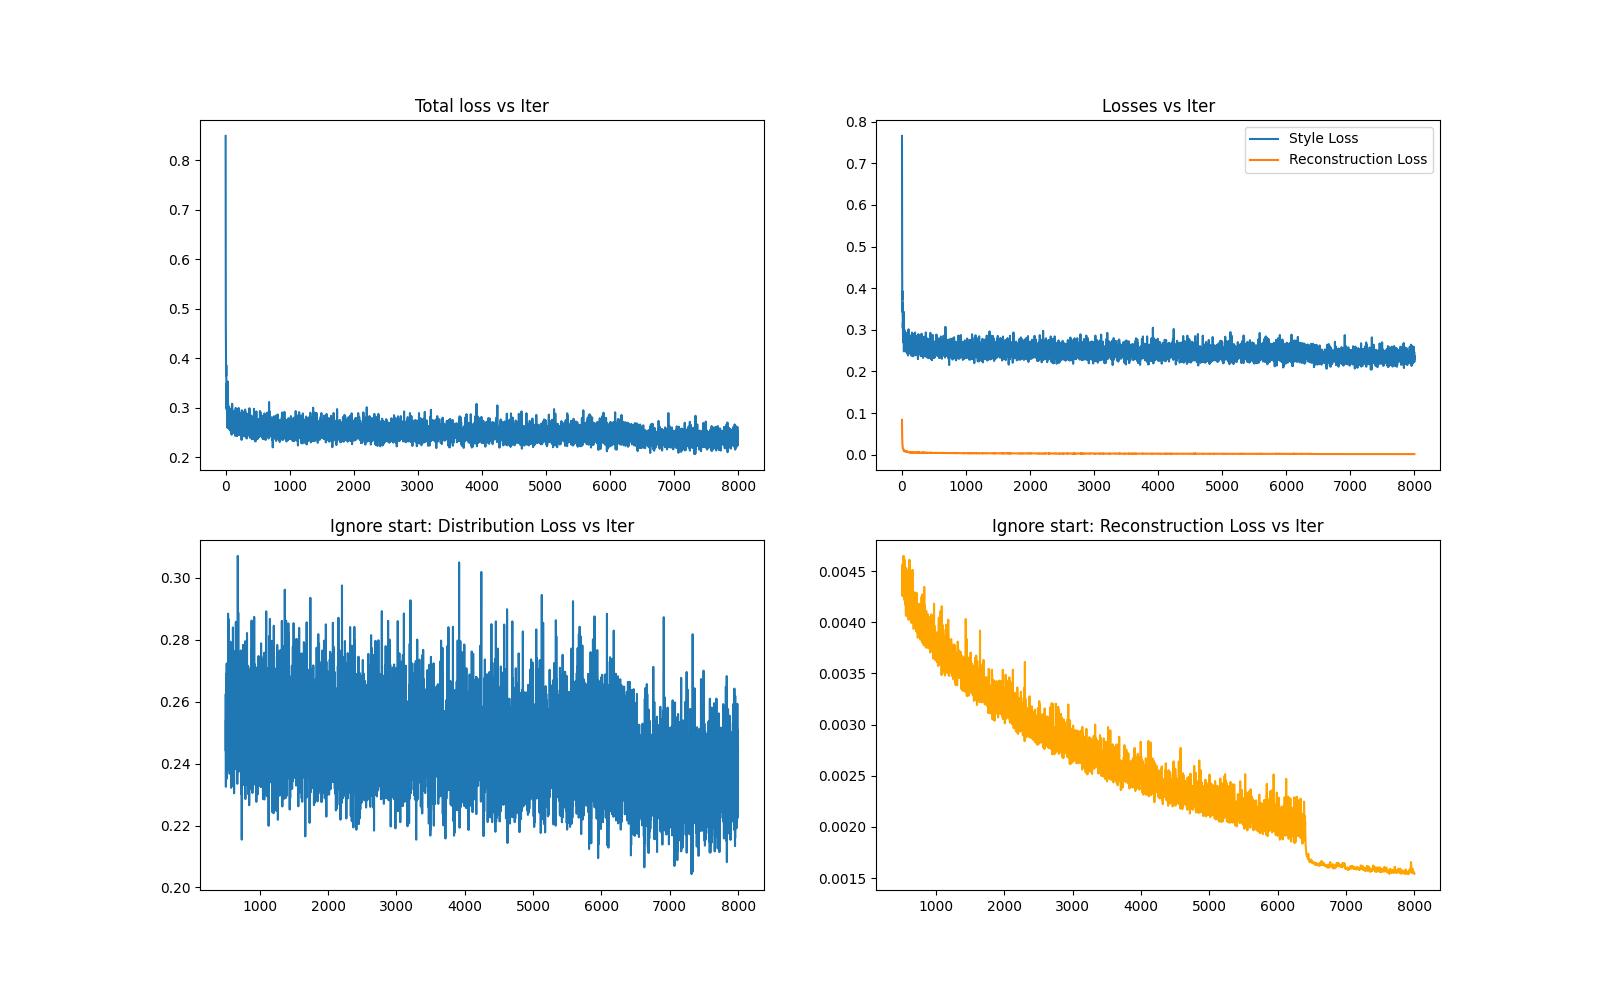 Total loss vs Iter
0.8
0.7
0.6
0.5
0.4
0.3
0.2
0 1000 2000 3000 4000 5000 6000 7000 8000
Losses vs Iter
0.8
0.7
0.6
0.5
0.4
0.3
0.2
0.1
0.0
Style Loss
Reconstruction Loss
0 1000 2000 3000 4000 5000 6000 7000 8000
Ignore start: Distribution Loss vs Iter
0.30
0.28
0.26
0.24
0.22
0.20
1000 2000 3000 4000 5000 6000 7000 8000
Ignore start: Reconstruction Loss vs Iter
0.0045
0.0040
0.0035
0.0030
0.0025
0.0020
0.0015
1000 2000 3000 4000 5000 6000 7000 8000